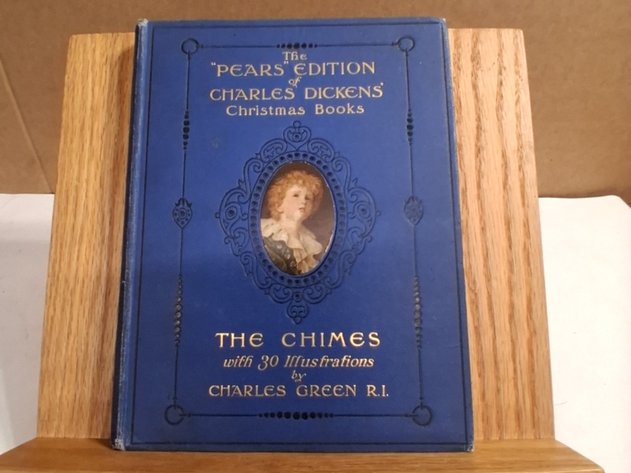 The
"PEARS" EDITION
of
CHARLES DICKENS'
Christmas Books
THE CHIMES
with 30 Illustrations
by
CHARLES GREEN R.I.